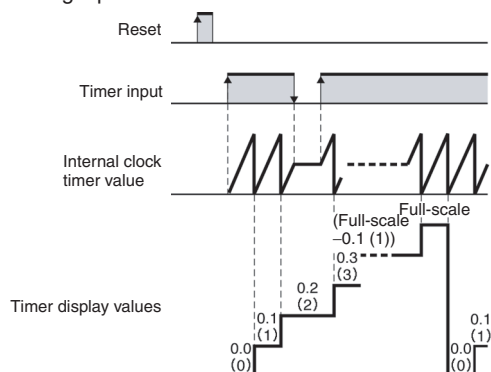 Reset
Timer input
Internal clock
timer value
Full-scale
(Full-scale
−0.1 (1))
0.3
(3)
0.2
(2)
Timer display values
0.1
(1)
0.1
(1)
0.0
(0)
0.0
(0)